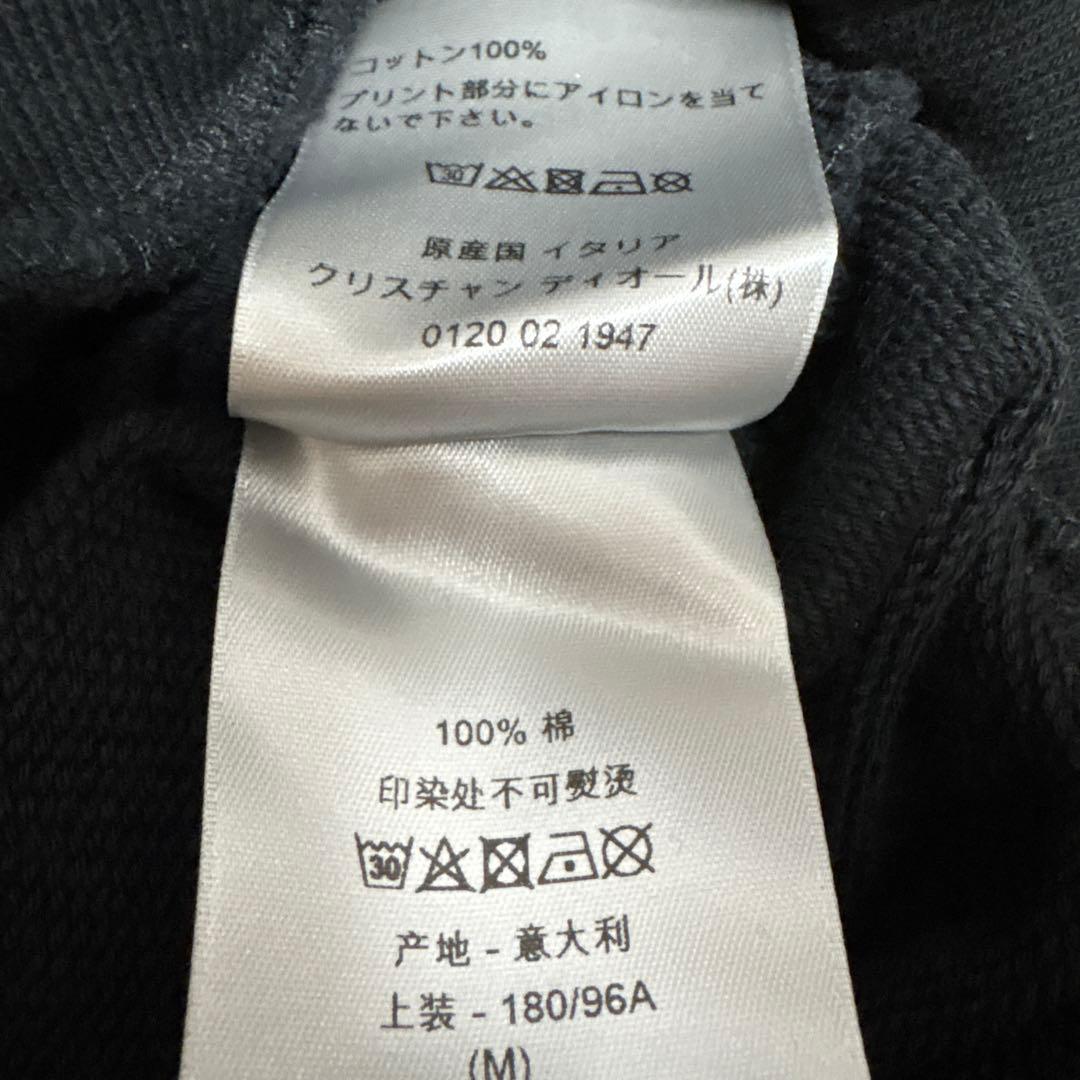 コットン100%
プリント部分にアイロンを当て
ないで下さい。
30
原産国 イタリア
クリスチャン ディオール(株)
0120 02 1947
100% 棉
印染处不可熨烫
30
产地 - 意大利
上装 - 180/96A
(M)